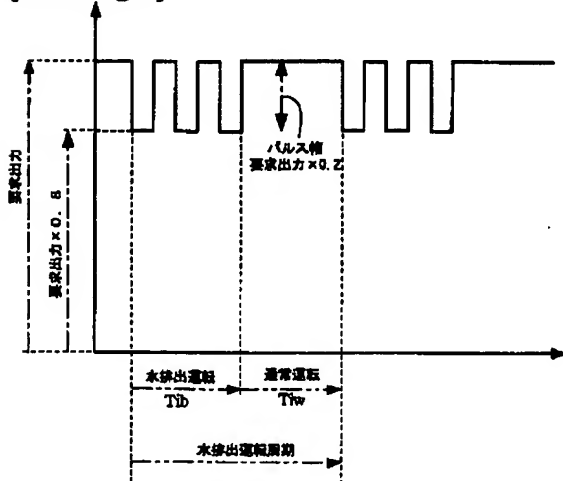 要求出力
要求出力×0.8
パルス幅
要求出力×0.2
水排出運転
Tib
通常運転
Tiw
水排出運転周期